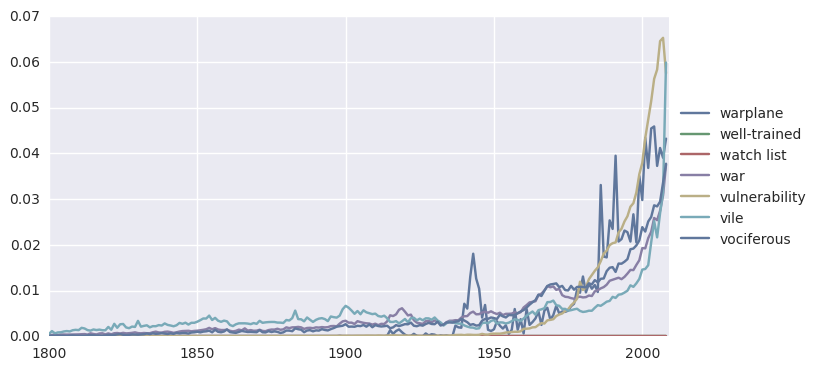 0.07
0.06
0.05
0.04
0.03
0.02
0.01
0.00
1800 1850 1900 1950 2000
warplane
well-trained
watch list
war
vulnerability
vile
vociferous